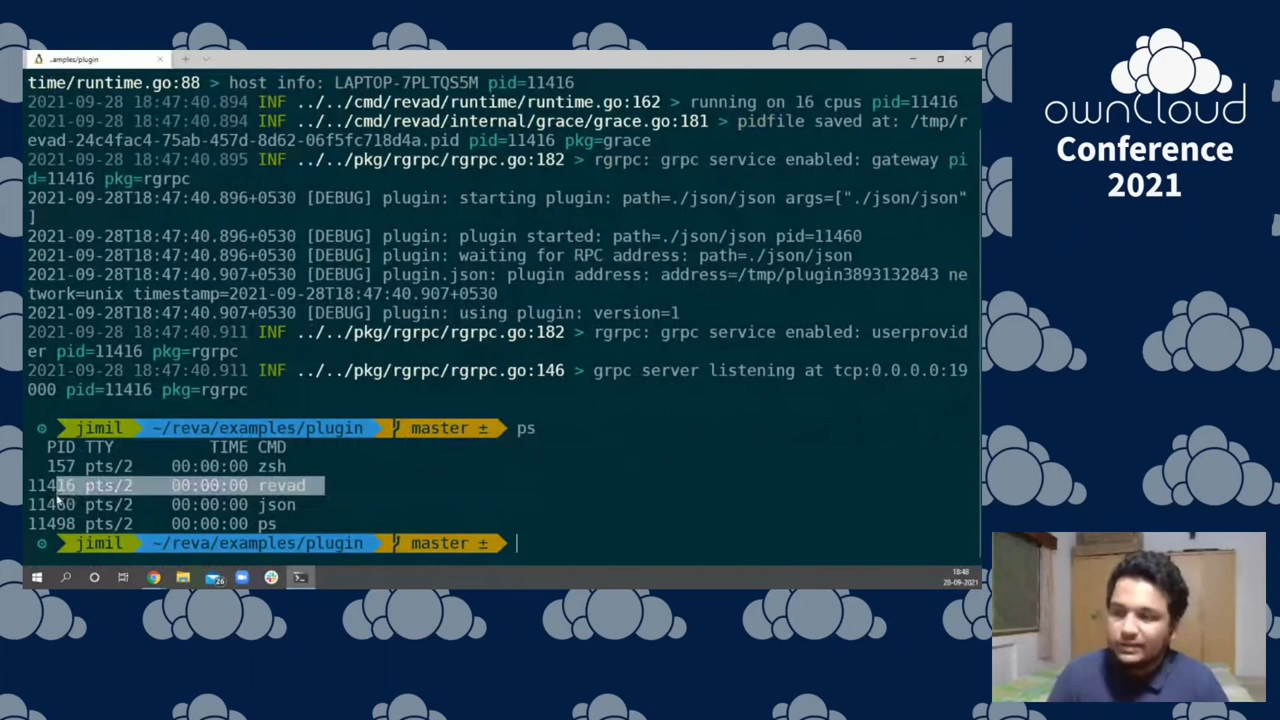 ..amples/plugin
time/runtime.go:88 > host info: LAPTOP-7PLTQS5M pid=11416
2021-09-28 18:47:40.894 INF ../../cmd/revad/runtime/runtime.go:162 > running on 16 cpus pid=11416
2021-09-28 18:47:40.894 INF ../../cmd/revad/internal/grace/grace.go:181 > pidfile saved at: /tmp/r
evad-24c4fac4-75ab-457d-8d62-06f5fc718d4a.pid pid=11416 pkg=grace
2021-09-28 18:47:40.895 INF ../../pkg/rgrpc/rgrpc.go:182 > rgrpc: grpc service enabled: gateway pi
d=11416 pkg=rgrpc
2021-09-28T18:47:40.896+0530 [DEBUG] plugin: starting plugin: path=./json/json args=["./json/json"
]
2021-09-28T18:47:40.896+0530 [DEBUG] plugin: plugin started: path=./json/json pid=11460
2021-09-28T18:47:40.896+0530 [DEBUG] plugin: waiting for RPC address: path=./json/json
2021-09-28T18:47:40.907+0530 [DEBUG] plugin.json: plugin address: address=/tmp/plugin3893132843 ne
twork=unix timestamp=2021-09-28T18:47:40.907+0530
2021-09-28T18:47:40.907+0530 [DEBUG] plugin: using plugin: version=1
2021-09-28 18:47:40.911 INF ../../pkg/rgrpc/rgrpc.go:182 > rgrpc: grpc service enabled: userprovid
er pid=11416 pkg=rgrpc
2021-09-28 18:47:40.911 INF ../../pkg/rgrpc/rgrpc.go:146 > grpc server listening at tcp:0.0.0.0:19
000 pid=11416 pkg=rgrpc
jimil ~/reva/examples/plugin master ± ps
PID TTY TIME CMD
157 pts/2 00:00:00 zsh
11416 pts/2 00:00:00 revad
11460 pts/2 00:00:00 json
11498 pts/2 00:00:00 ps
jimil ~/reva/examples/plugin master ±
26
18:48
28-09-2021
ownCloud
Conference
2021